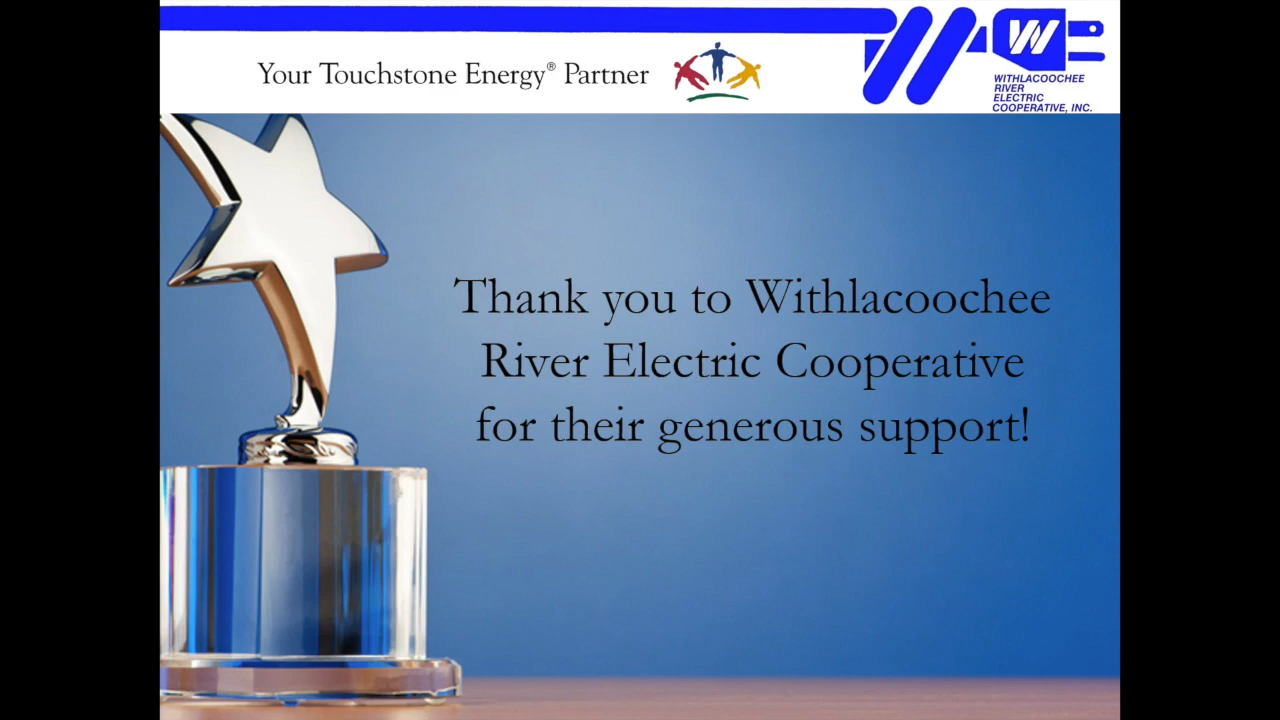 Your Touchstone Energy® Partner
W
WITHLACOOCHEE
RIVER
ELECTRIC
COOPERATIVE, INC.
Thank you to Withlacoochee
River Electric Cooperative
for their generous support!